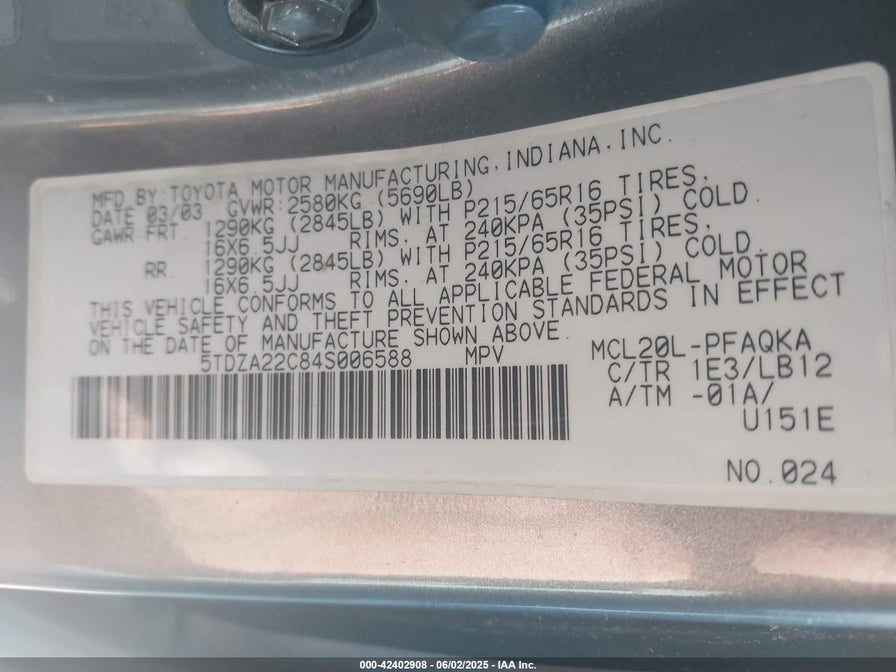 MFD.BY:TOYOTA MOTOR MANUFACTURING,INDIANA,INC.
DATE 03/03 GVWR:2580KG (5690LB)
GAWR:FRT. 1290KG (2845LB) WITH P215/65R16 TIRES,
16X6.5JJ RIMS, AT 240KPA (35PSI) COLD.
RR. 1290KG (2845LB) WITH P215/65R16 TIRES,
16X6.5JJ RIMS, AT 240KPA (35PSI) COLD.
THIS VEHICLE CONFORMS TO ALL APPLICABLE FEDERAL MOTOR
VEHICLE SAFETY AND THEFT PREVENTION STANDARDS IN EFFECT
ON THE DATE OF MANUFACTURE SHOWN ABOVE.
5TDZA22C84S006588 MPV
MCL20L-PFAQKA
C/TR 1E3/LB12
A/TM -01A/
U151E
NO.024
000-42402908 - 06/02/2025 - IAA Inc.